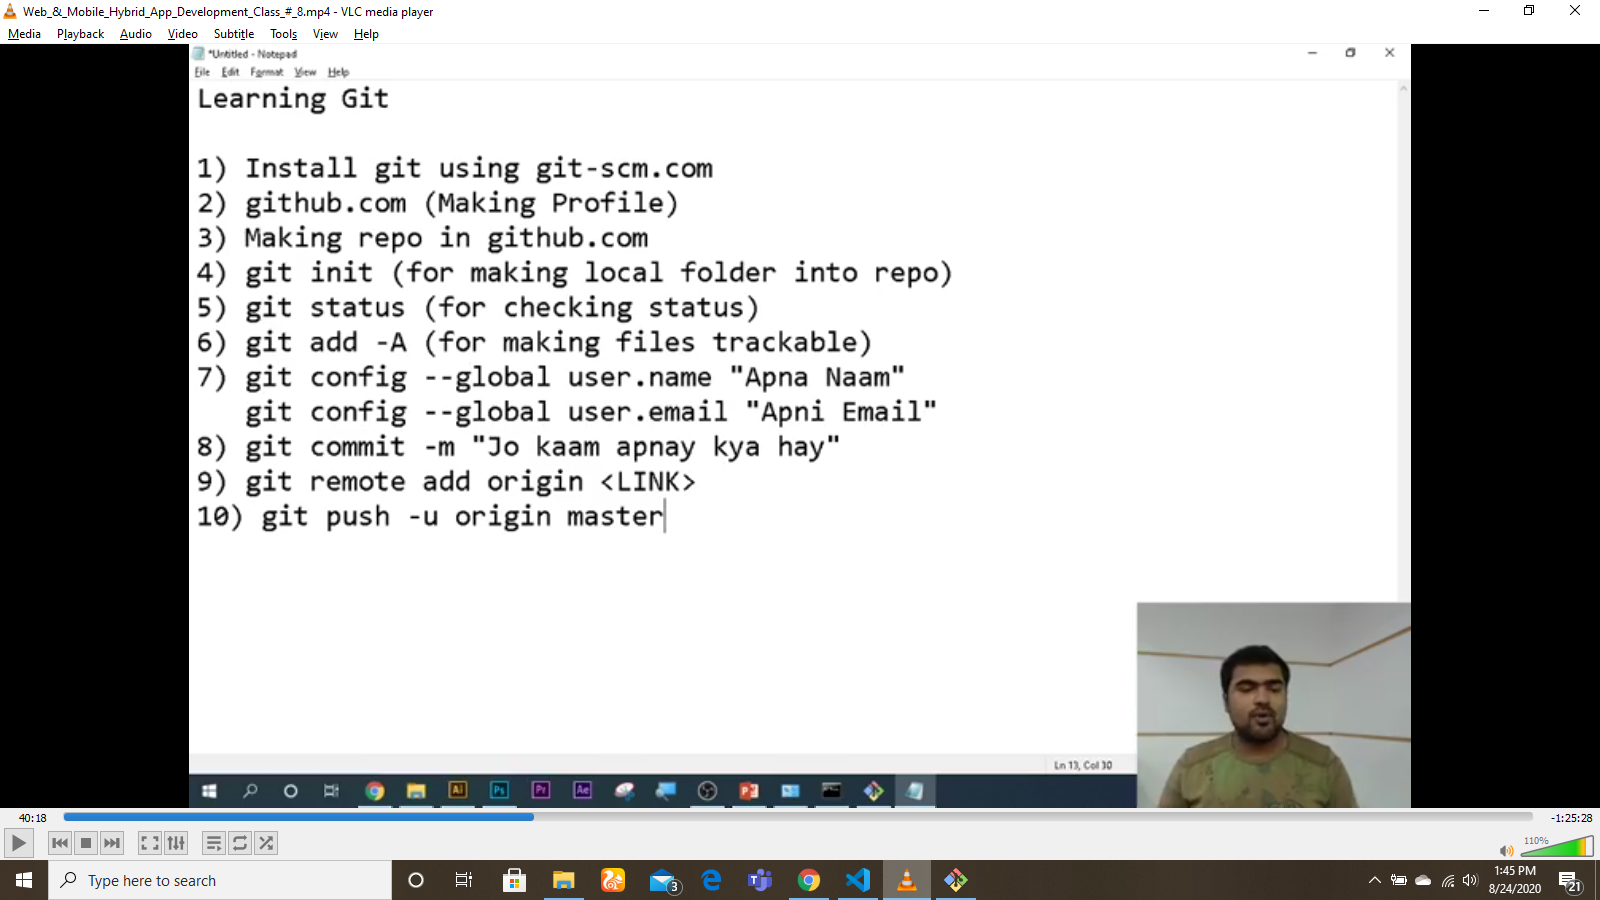 Web_&_Mobile_Hybrid_App_Development_Class_#_8.mp4 - VLC media player
Media Playback Audio Video Subtitle Tools View Help
*Untitled - Notepad
File Edit Format View Help
Learning Git
1) Install git using git-scm.com
2) github.com (Making Profile)
3) Making repo in github.com
4) git init (for making local folder into repo)
5) git status (for checking status)
6) git add -A (for making files trackable)
7) git config --global user.name "Apna Naam"
git config --global user.email "Apni Email"
8) git commit -m "Jo kaam apnay kya hay"
9) git remote add origin <LINK>
10) git push -u origin master
Ln 13, Col 30
Ai Ps Pr Ae
40:18 -1:25:28
110%
Type here to search
3
1:45 PM
8/24/2020
21